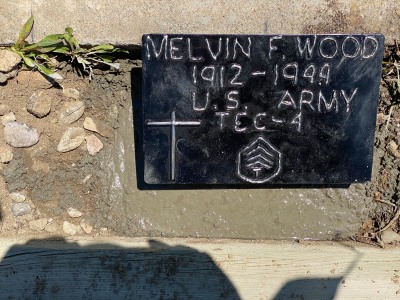 MELVIN F WOOD
1912-1944
U.S. ARMY
TEC-4
T